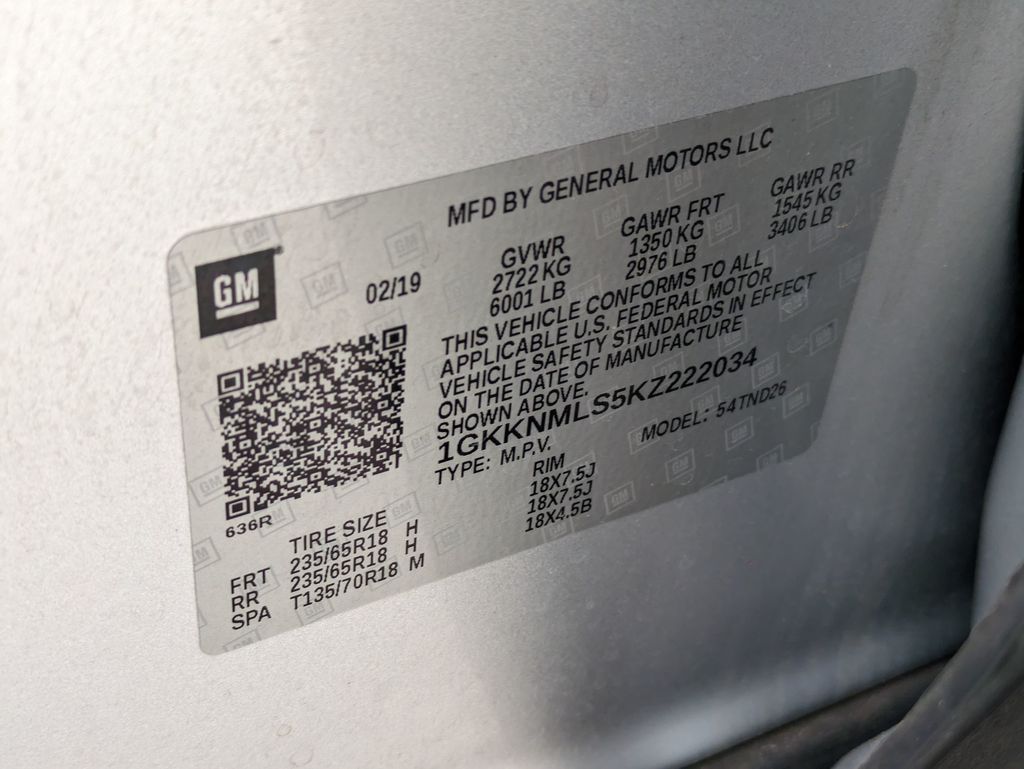 MFD BY GENERAL MOTORS LLC
GM
02/19
GVWR
2722 KG
6001 LB
GAWR FRT
1350 KG
2976 LB
GAWR RR
1545 KG
3406 LB
THIS VEHICLE CONFORMS TO ALL
APPLICABLE U.S. FEDERAL MOTOR
VEHICLE SAFETY STANDARDS IN EFFECT
ON THE DATE OF MANUFACTURE
SHOWN ABOVE.
1GKKNMLS5KZ222034
TYPE: M.P.V.
MODEL: 54TND26
636R
TIRE SIZE
RIM
FRT 235/65R18 H 18X7.5J
RR 235/65R18 H 18X7.5J
SPA T135/70R18 M 18X4.5B